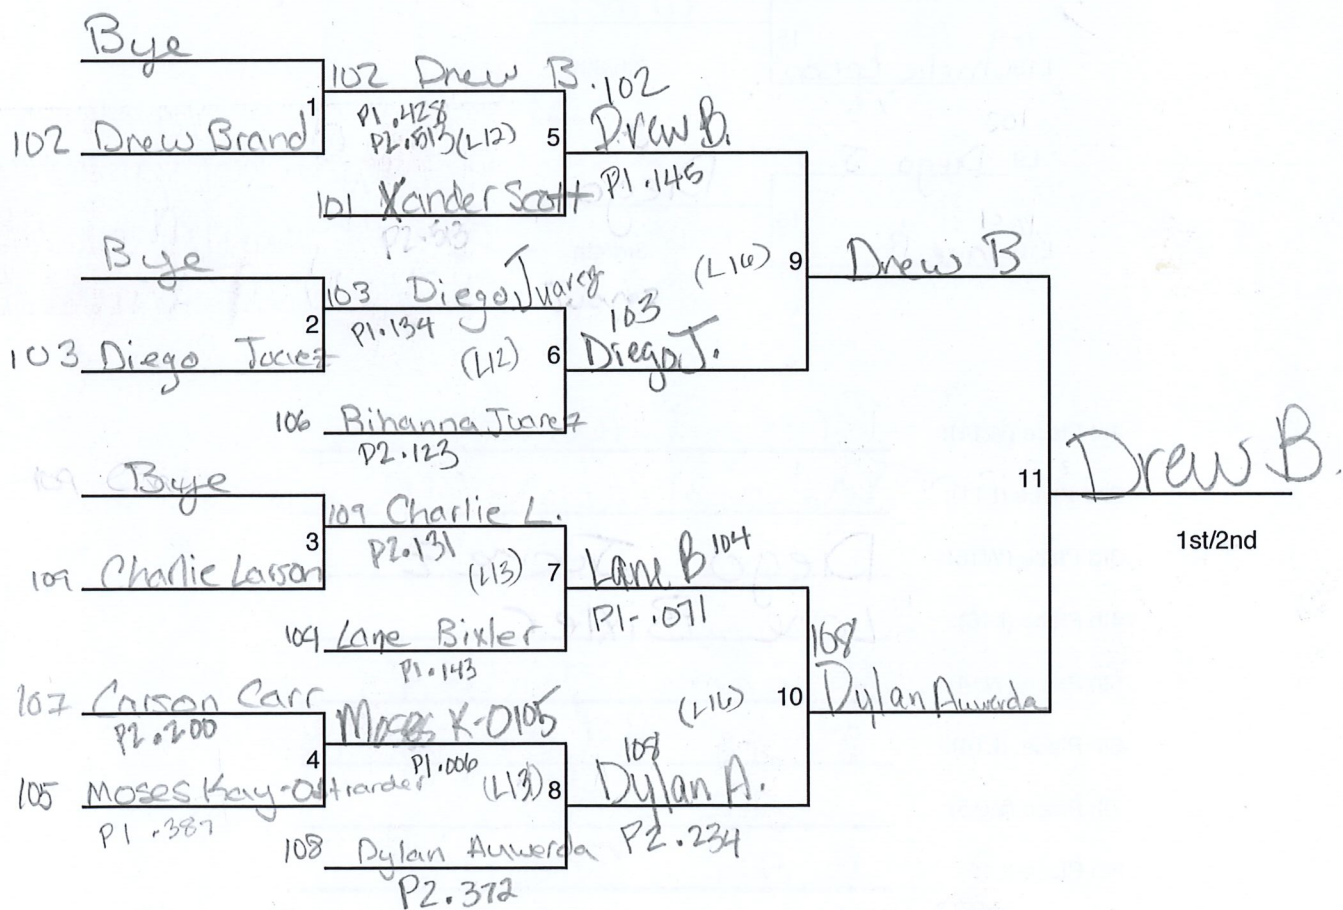 Bye
102 Drew B.
1
102 Drew Brand
P1.428
P2.513(L12)
5
102
Drew B.
P1.145
101 Xander Scott
P2.513
Bye
103 Diego Juarez
2
P1.134
103 Diego Juarez
(L12)
6
103
Diego J.
(L16)
9
Drew B
106 Rihanna Juarez
P2.123
Bye
109 Charlie L.
3
P2.131
109 Charlie Larson
(L13)
7
Lane B 104
P1-.071
104 Lane Bixler
P1.143
11
Drew B.
1st/2nd
107 Carson Carr
P2.200
Moses K-O105
4
P1.006
105 Moses Kay-Ostrander
P1.387
(L13)
8
108
Dylan A.
P2.234
108 Dylan Auwerda
P2.372
(L16)
10
108
Dylan Auwerda
Diego